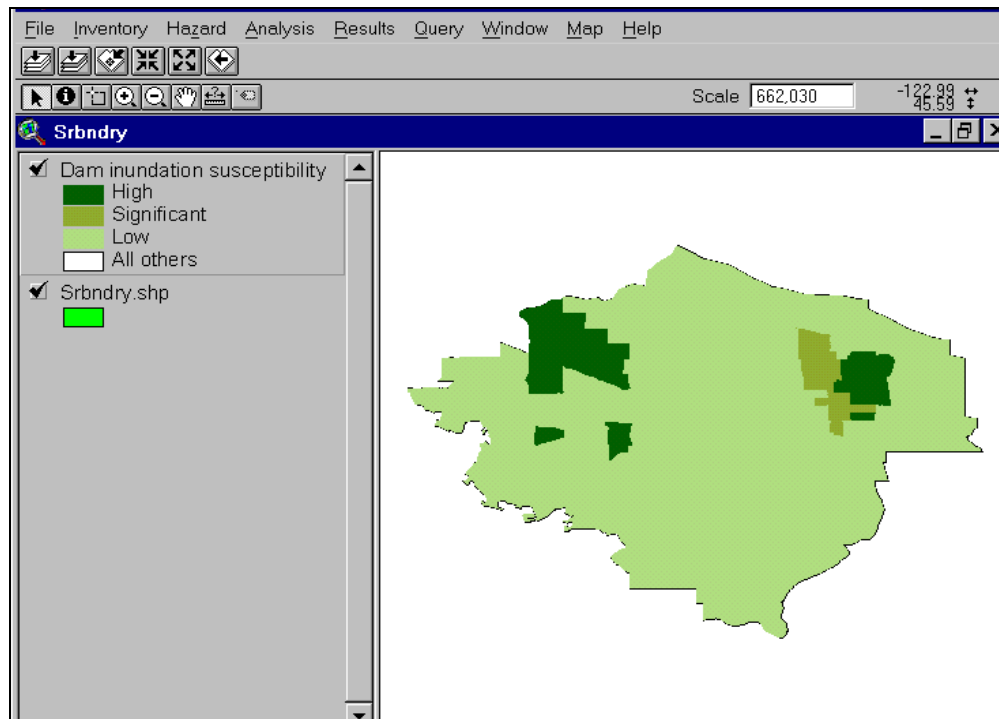 File Inventory Hazard Analysis Results Query Window Map Help
Scale 662,030 -122.99
45.59
Srbndry
Dam inundation susceptibility
High
Significant
Low
All others
Srbndry.shp